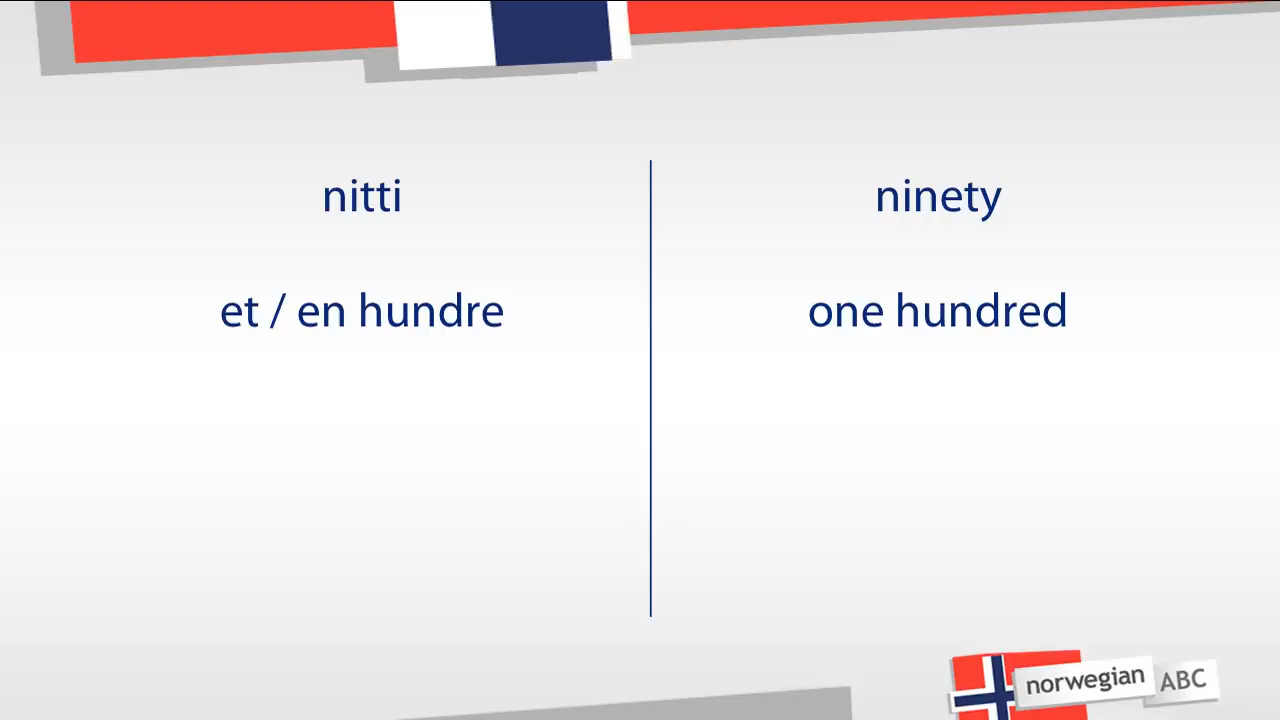 nitti
ninety
et / en hundre
one hundred
norwegian ABC